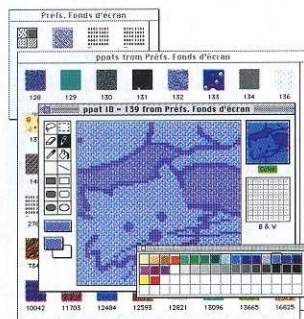 Préfs. Fonds d'écran
ppats from Préfs. Fonds d'écran
128 129 130 131 132 133 134 136
ppat ID = 139 from Préfs. Fonds d'écran
Color
B & W
10042 11703 12484 12593 12821 13096 13665 16825